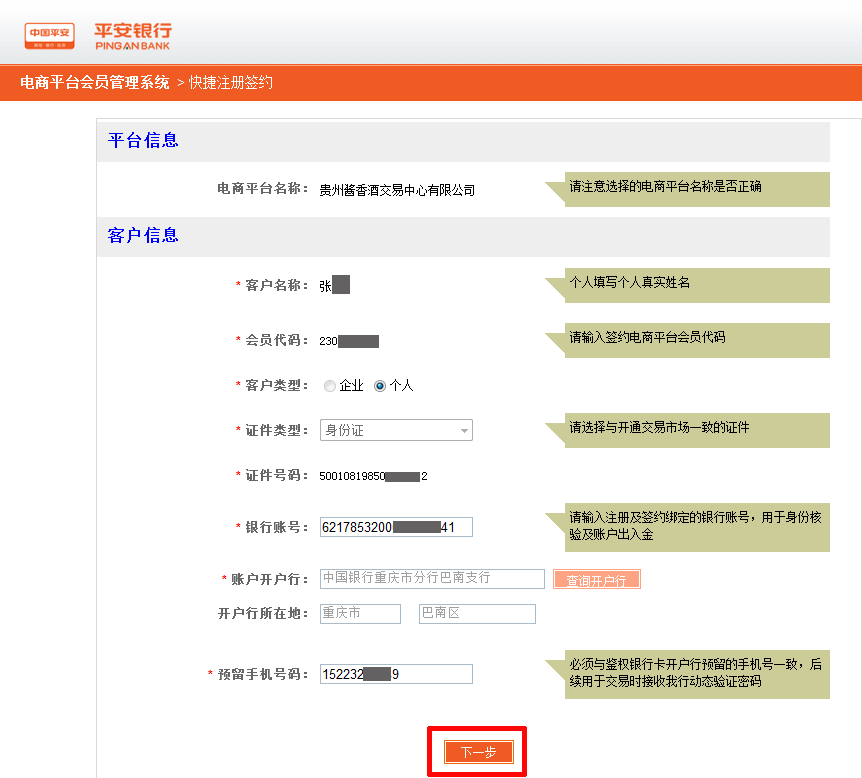 中国平安
平安银行
PINGAN BANK
电商平台会员管理系统 > 快捷注册签约
平台信息
电商平台名称： 贵州酱香酒交易中心有限公司
请注意选择的电商平台名称是否正确
客户信息
* 客户名称： 张
个人填写个人真实姓名
* 会员代码： 230
请输入签约电商平台会员代码
* 客户类型： 企业 个人
* 证件类型： 身份证
请选择与开通交易市场一致的证件
* 证件号码： 50010819850 2
* 银行账号： 6217853200 41
请输入注册及签约绑定的银行账号，用于身份核
验及账户出入金
* 账户开户行： 中国银行重庆市分行巴南支行 查询开户行
开户行所在地： 重庆市 巴南区
* 预留手机号码： 152232 9
必须与鉴权银行卡开户行预留的手机号一致，后
续用于交易时接收我行动态验证密码
下一步